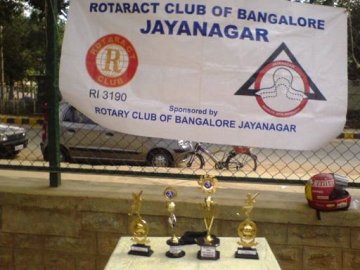 ROTARACT CLUB OF BANGALORE
JAYANAGAR
ROTARACT
R
CLUB
RI 3190
Sponsored by
ROTARY CLUB OF BANGALORE JAYANAGAR